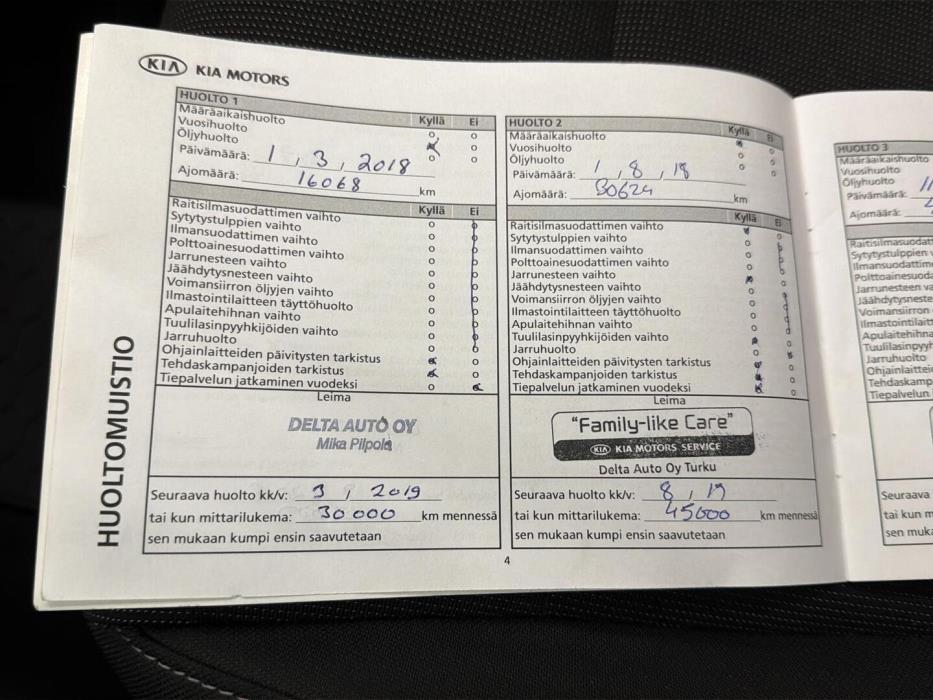 KIA KIA MOTORS
HUOLTOMUISTIO
HUOLTO 1
Kyllä Ei
Määräaikaishuolto
Vuosihuolto
Öljyhuolto
Päivämäärä: 1, 3, 2018
Ajomäärä: 16068 km
Kyllä Ei
Raitisilmasuodattimen vaihto
Sytytystulppien vaihto
Ilmansuodattimen vaihto
Polttoainesuodattimen vaihto
Jarrunesteen vaihto
Jäähdytysnesteen vaihto
Voimansiirron öljyjen vaihto
Ilmastointilaitteen täyttöhuolto
Apulaitehihnan vaihto
Tuulilasinpyyhkijöiden vaihto
Jarruhuolto
Ohjainlaitteiden päivitysten tarkistus
Tehdaskampanjoiden tarkistus
Tiepalvelun jatkaminen vuodeksi
Leima
DELTA AUTO OY
Mika Pilpola
Seuraava huolto kk/v: 3, 2019
tai kun mittarilukema: 30 000 km mennessä
sen mukaan kumpi ensin saavutetaan
HUOLTO 2
Kyllä Ei
Määräaikaishuolto
Vuosihuolto
Öljyhuolto
Päivämäärä: 1, 8, 18
Ajomäärä: 30624 km
Kyllä Ei
Raitisilmasuodattimen vaihto
Sytytystulppien vaihto
Ilmansuodattimen vaihto
Polttoainesuodattimen vaihto
Jarrunesteen vaihto
Jäähdytysnesteen vaihto
Voimansiirron öljyjen vaihto
Ilmastointilaitteen täyttöhuolto
Apulaitehihnan vaihto
Tuulilasinpyyhkijöiden vaihto
Jarruhuolto
Ohjainlaitteiden päivitysten tarkistus
Tehdaskampanjoiden tarkistus
Tiepalvelun jatkaminen vuodeksi
Leima
"Family-like Care"
KIA KIA MOTORS SERVICE
Delta Auto Oy Turku
Seuraava huolto kk/v: 8, 19
tai kun mittarilukema: 45000 km mennessä
sen mukaan kumpi ensin saavutetaan
4
HUOLTO 3
Määräaikaishuolto
Vuosihuolto
Öljyhuolto
Päivämäärä:
Ajomäärä:
Tiepalvelun
Seuraava
tai kun
sen